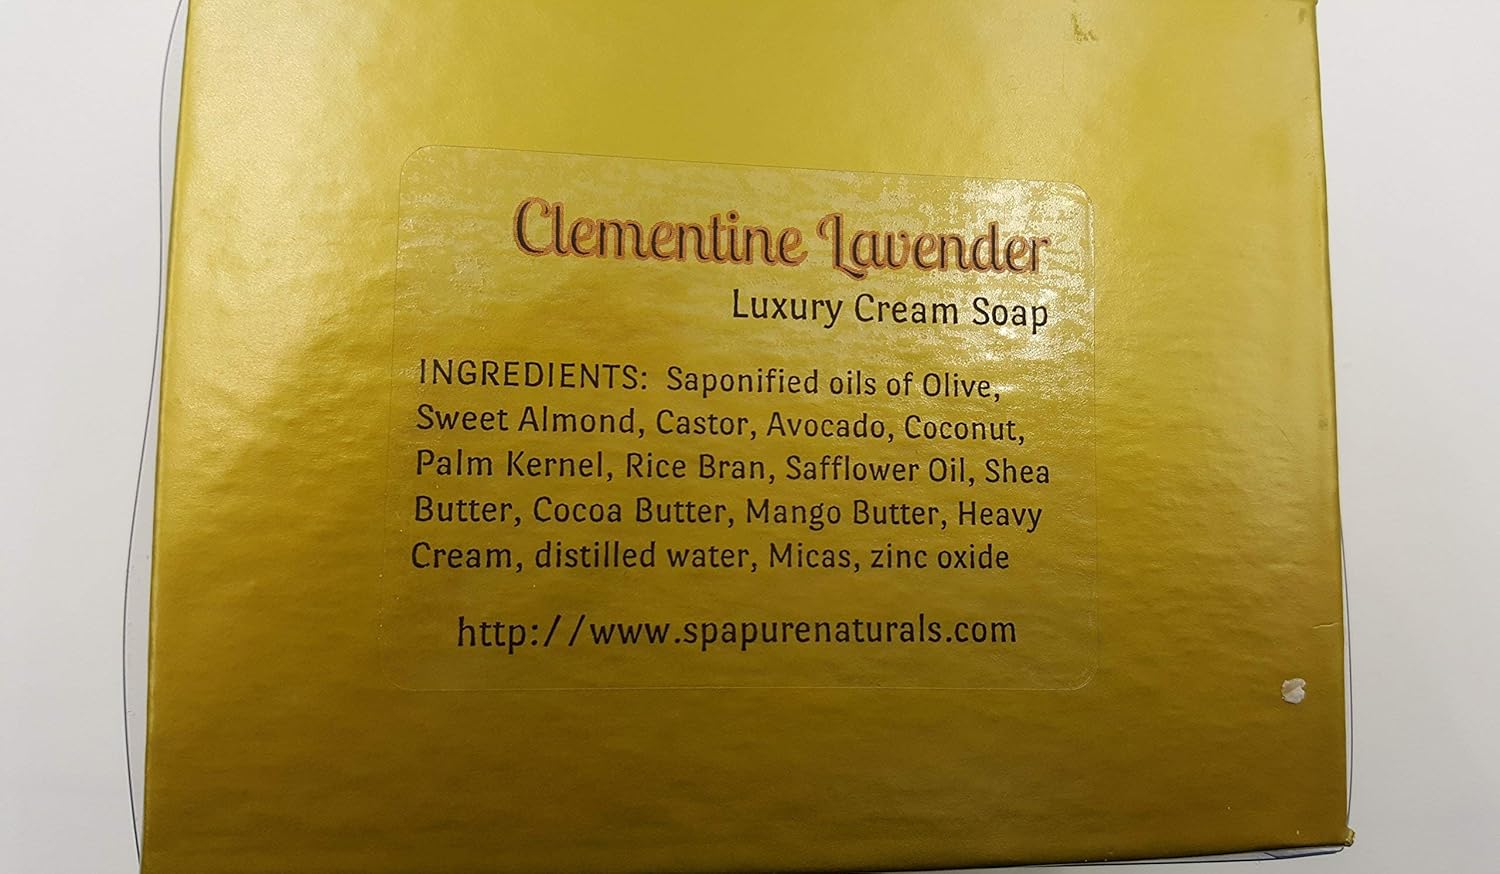 Clementine Lavender
Luxury Cream Soap
INGREDIENTS: Saponified oils of Olive,
Sweet Almond, Castor, Avocado, Coconut,
Palm Kernel, Rice Bran, Safflower Oil, Shea
Butter, Cocoa Butter, Mango Butter, Heavy
Cream, distilled water, Micas, zinc oxide
http://www.spapurenaturals.com